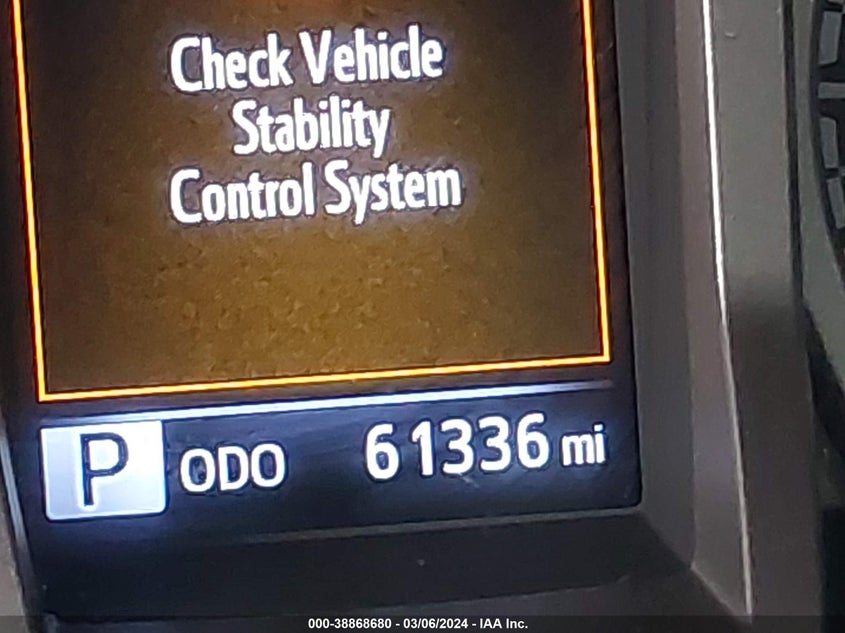 Check Vehicle
Stability
Control System
P ODO 61336 mi
000-38868680 - 03/06/2024 - IAA Inc.